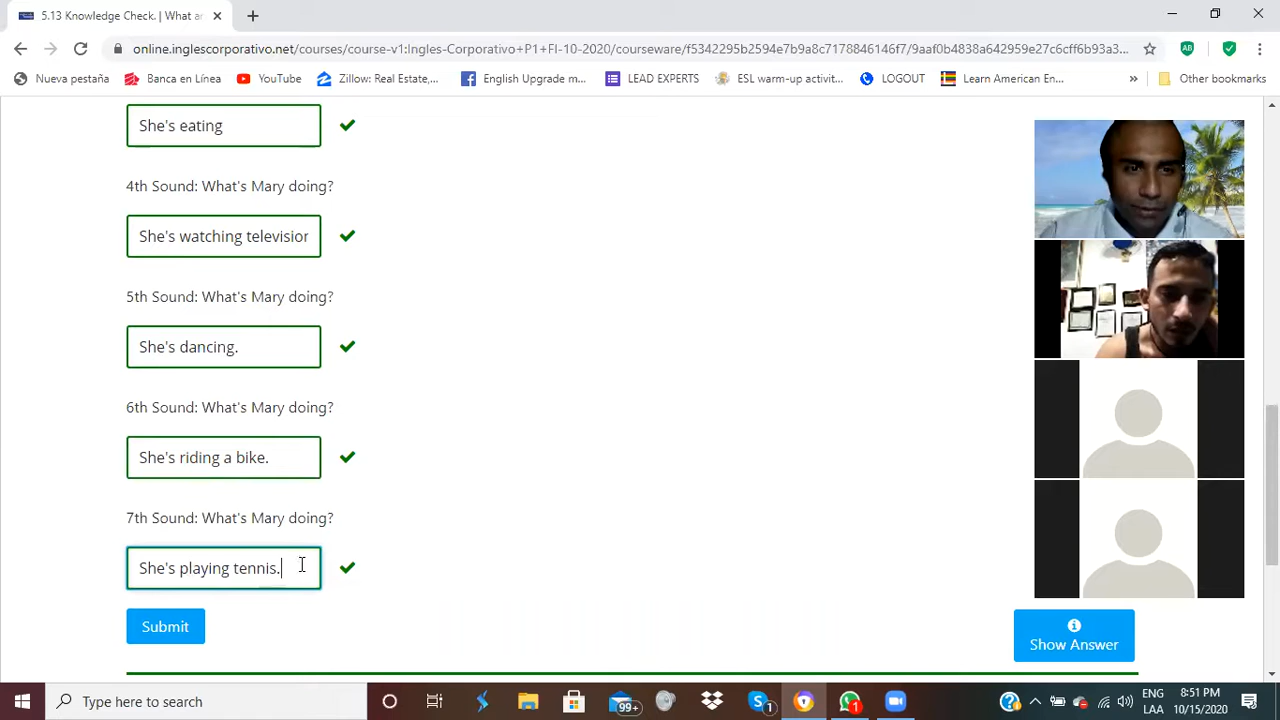 5.13 Knowledge Check. | What ar
online.inglescorporativo.net/courses/course-v1:Ingles-Corporativo+P1+FI-10-2020/courseware/f5342295b2594e7b9a8c7178846146f7/9aaf0b4838a642959e27c6cff6b93a3...
Nueva pestaña
Banca en Línea
YouTube
Zillow: Real Estate,...
English Upgrade m...
LEAD EXPERTS
ESL warm-up activit...
LOGOUT
Learn American En...
»
Other bookmarks
She's eating
4th Sound: What's Mary doing?
She's watching television
5th Sound: What's Mary doing?
She's dancing.
6th Sound: What's Mary doing?
She's riding a bike.
7th Sound: What's Mary doing?
She's playing tennis.
Submit
Show Answer
Type here to search
99+
1
1
ENG
LAA
8:51 PM
10/15/2020